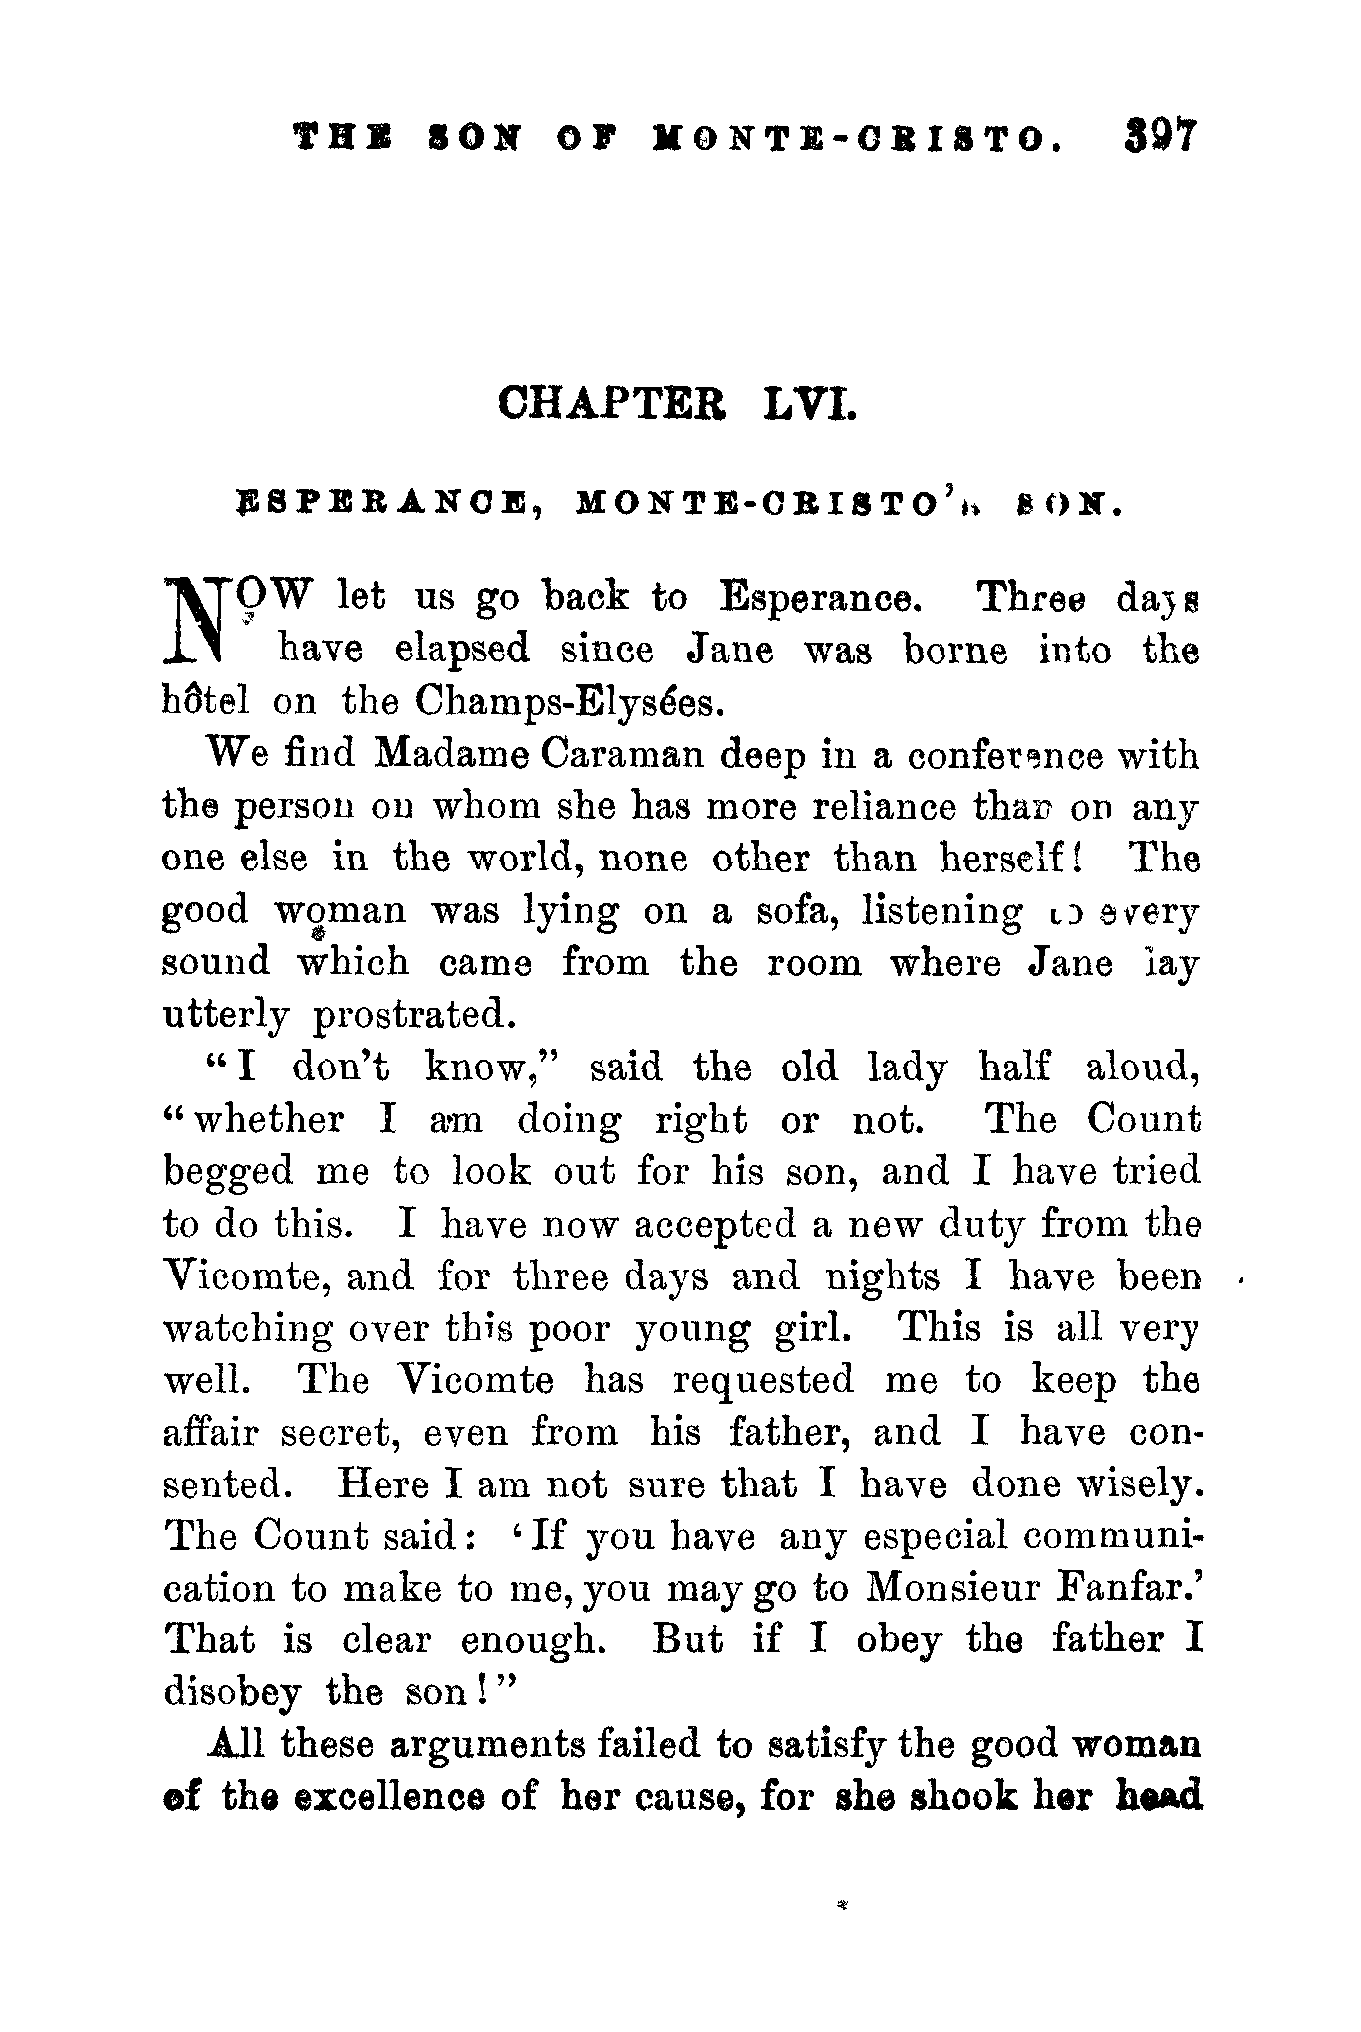 THE SON OF MONTE-CRISTO. 397
CHAPTER LVI.
ESPERANCE, MONTE-CRISTO'S SON.
NOW let us go back to Esperance. Three days
have elapsed since Jane was borne into the
hôtel on the Champs-Elysées.
We find Madame Caraman deep in a conference with
the person on whom she has more reliance than on any
one else in the world, none other than herself! The
good woman was lying on a sofa, listening to every
sound which came from the room where Jane lay
utterly prostrated.
"I don't know," said the old lady half aloud,
"whether I am doing right or not. The Count
begged me to look out for his son, and I have tried
to do this. I have now accepted a new duty from the
Vicomte, and for three days and nights I have been
watching over this poor young girl. This is all very
well. The Vicomte has requested me to keep the
affair secret, even from his father, and I have con-
sented. Here I am not sure that I have done wisely.
The Count said: 'If you have any especial communi-
cation to make to me, you may go to Monsieur Fanfar.'
That is clear enough. But if I obey the father I
disobey the son!"
All these arguments failed to satisfy the good woman
of the excellence of her cause, for she shook her head